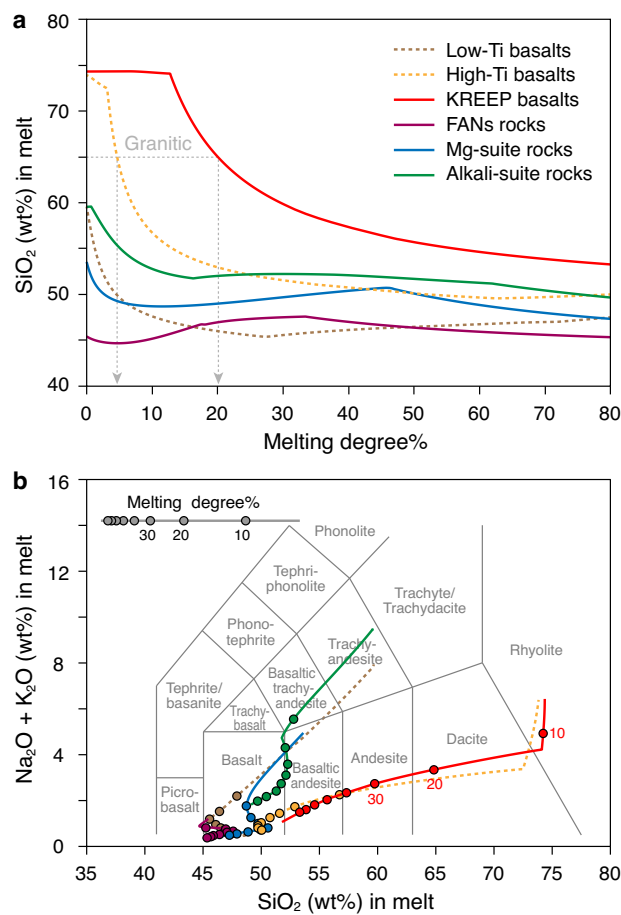 a
80
70
60
50
40
SiO₂ (wt%) in melt
Granitic
Low-Ti basalts
High-Ti basalts
KREEP basalts
FANs rocks
Mg-suite rocks
Alkali-suite rocks
0 10 20 30 40 50 60 70 80
Melting degree%
b
16
12
8
4
0
Na₂O + K₂O (wt%) in melt
Melting degree%
30 20 10
Phonolite
Tephri-
phonolite
Trachyte/
Trachydacite
Phono-
tephrite
Trachy-
andesite
Rhyolite
Basaltic
trachy-
andesite
Tephrite/
basanite
Trachy-
basalt
Basalt
Basaltic
andesite
Andesite
Dacite
Picro-
basalt
10
20
30
35 40 45 50 55 60 65 70 75 80
SiO₂ (wt%) in melt